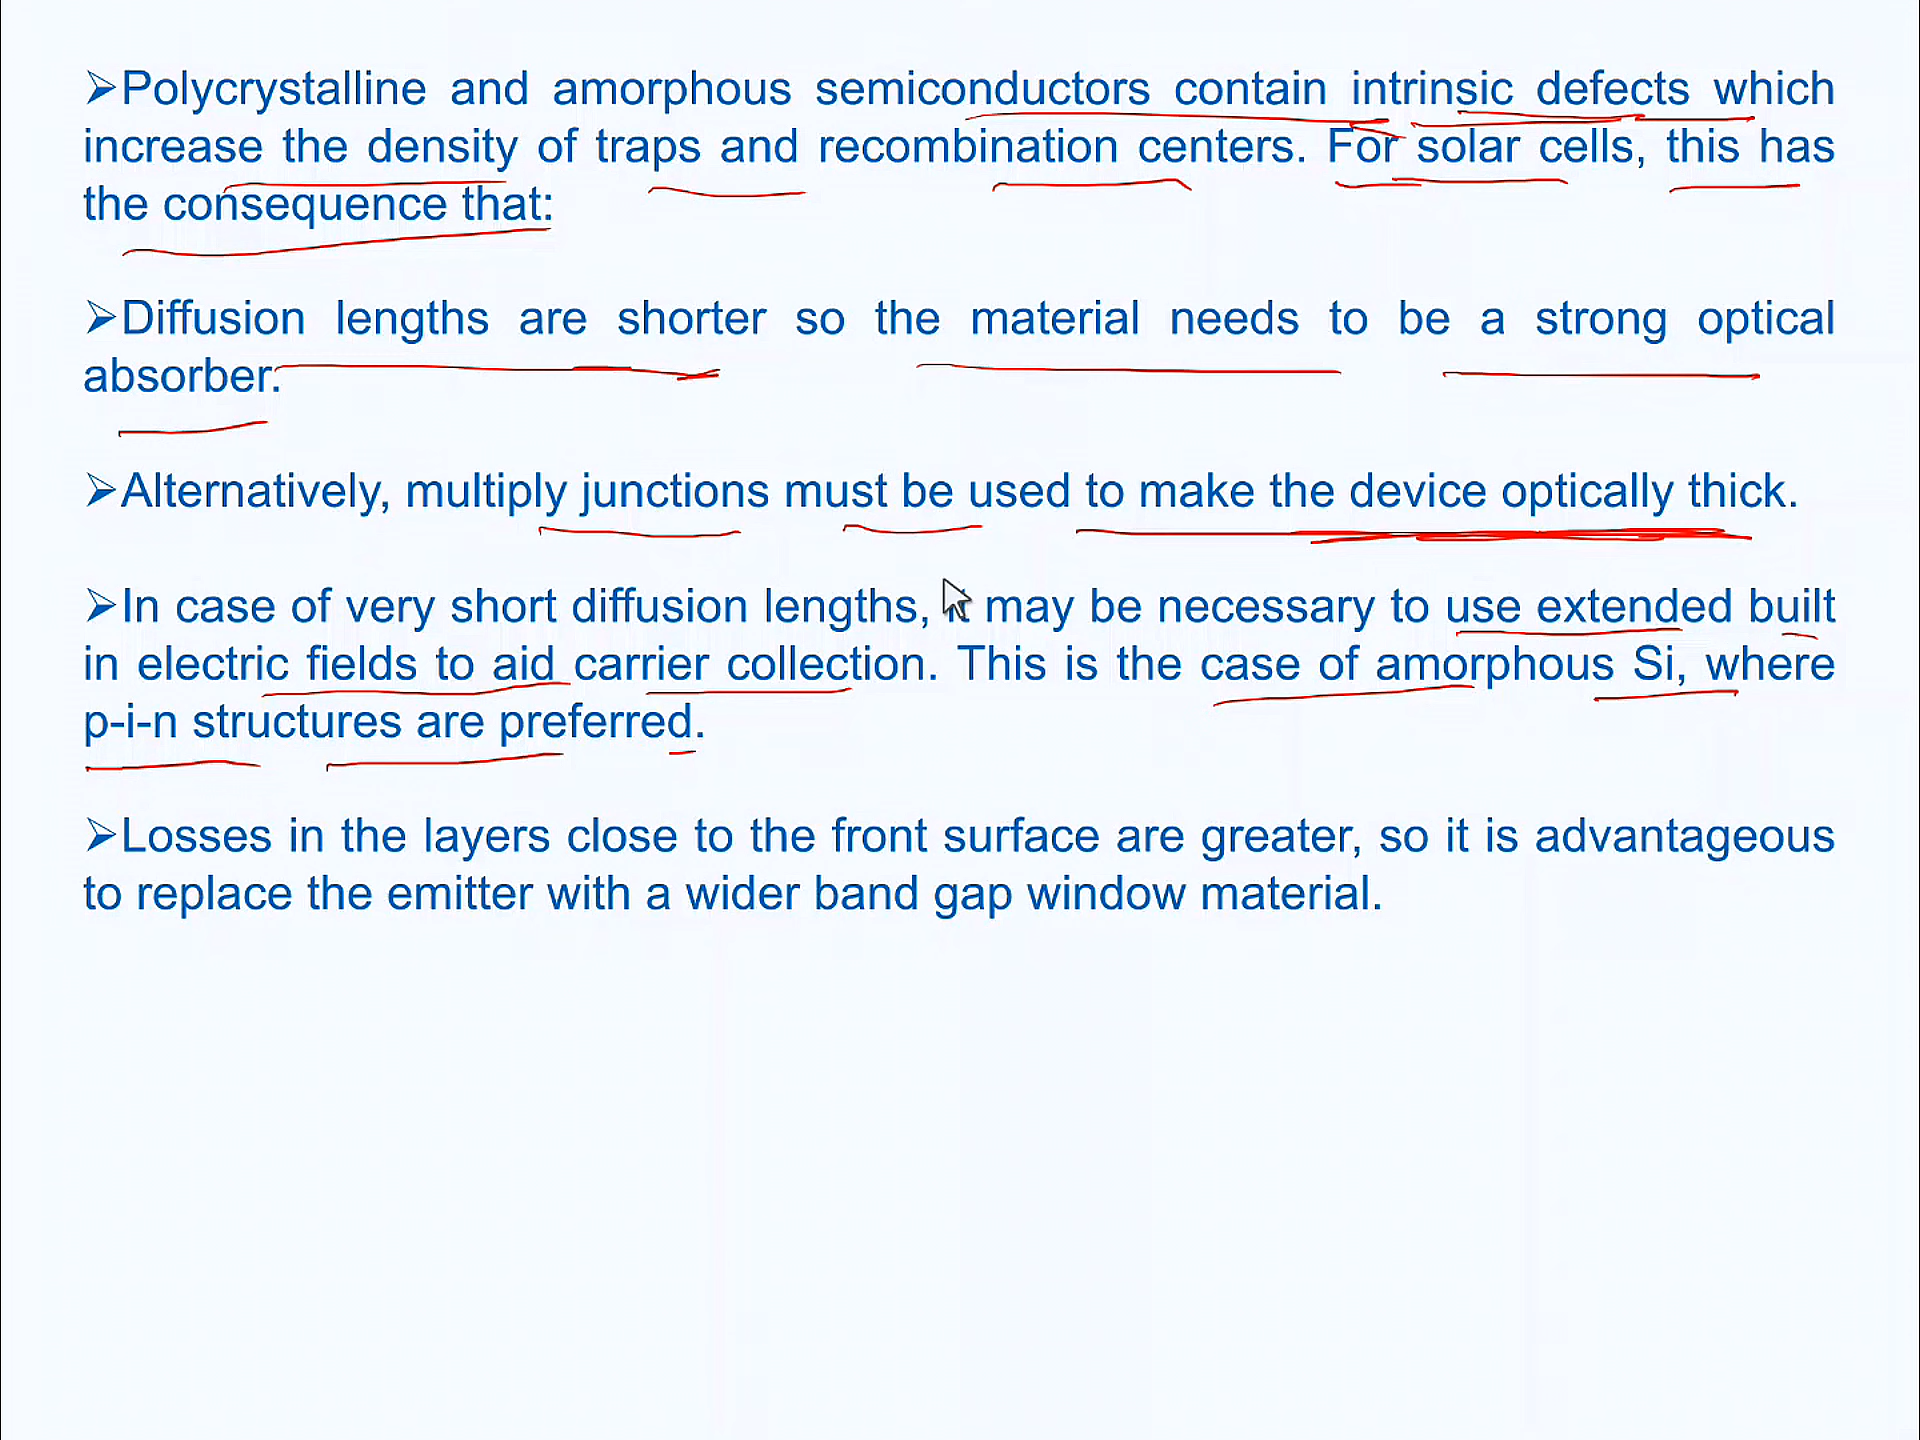 ➢Polycrystalline and amorphous semiconductors contain intrinsic defects which
increase the density of traps and recombination centers. For solar cells, this has
the consequence that:
➢Diffusion lengths are shorter so the material needs to be a strong optical
absorber.
➢Alternatively, multiply junctions must be used to make the device optically thick.
➢In case of very short diffusion lengths, it may be necessary to use extended built
in electric fields to aid carrier collection. This is the case of amorphous Si, where
p-i-n structures are preferred.
➢Losses in the layers close to the front surface are greater, so it is advantageous
to replace the emitter with a wider band gap window material.